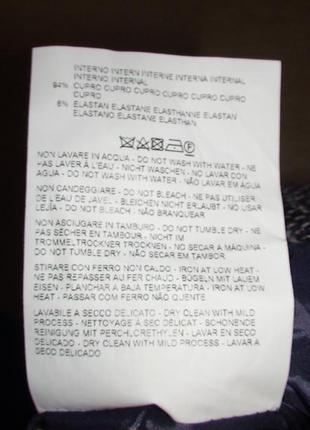 INTERNO INTERN INTERNE INTERNA INTERNAL
INTERNO INTERNAL
94% CUPRO CUPRO CUPRO CUPRO CUPRO CUPRO
CUPRO
6% ELASTAN ELASTANE ELASTHANNE ELASTAN
ELASTANO ELASTANE ELASTHAN
NON LAVARE IN ACQUA - DO NOT WASH WITH WATER - NE
PAS LAVER À L'EAU - NICHT WASCHEN - NO LAVAR CON
AGUA - DO NOT WASH WITH WATER - NÃO LAVAR EM ÁGUA
NON CANDEGGIARE - DO NOT BLEACH - NE PAS UTILISER
DE L'EAU DE JAVEL - BLEICHEN NICHT ERLAUBT - NO USAR
LEJÍA - DO NOT BLEACH - NÃO BRANQUEAR
NON ASCIUGARE IN TAMBURO - DO NOT TUMBLE DRY - NE
PAS SÉCHER EN TAMBOUR - NICHT IM
TROMMELTROCKNER TROCKNEN - NO SECAR A MÁQUINA -
DO NOT TUMBLE DRY - NÃO SECAR EM TAMBOR
STIRARE CON FERRO NON CALDO - IRON AT LOW HEAT -
NE PAS REPASSER AU FER CHAUD - BÜGELN MIT LAUEM
EISEN - PLANCHAR A BAJA TEMPERATURA - IRON AT LOW
HEAT - PASSAR COM FERRO NÃO QUENTE
LAVABILE A SECCO DELICATO - DRY CLEAN WITH MILD
PROCESS - NETTOYAGE À SEC DÉLICAT - SCHONENDE
REINIGUNG MIT PERCHLORETHYLEN - LAVAR EN SECO
DELICADO - DRY CLEAN WITH MILD PROCESS - LAVAR A
SECO DELICADO